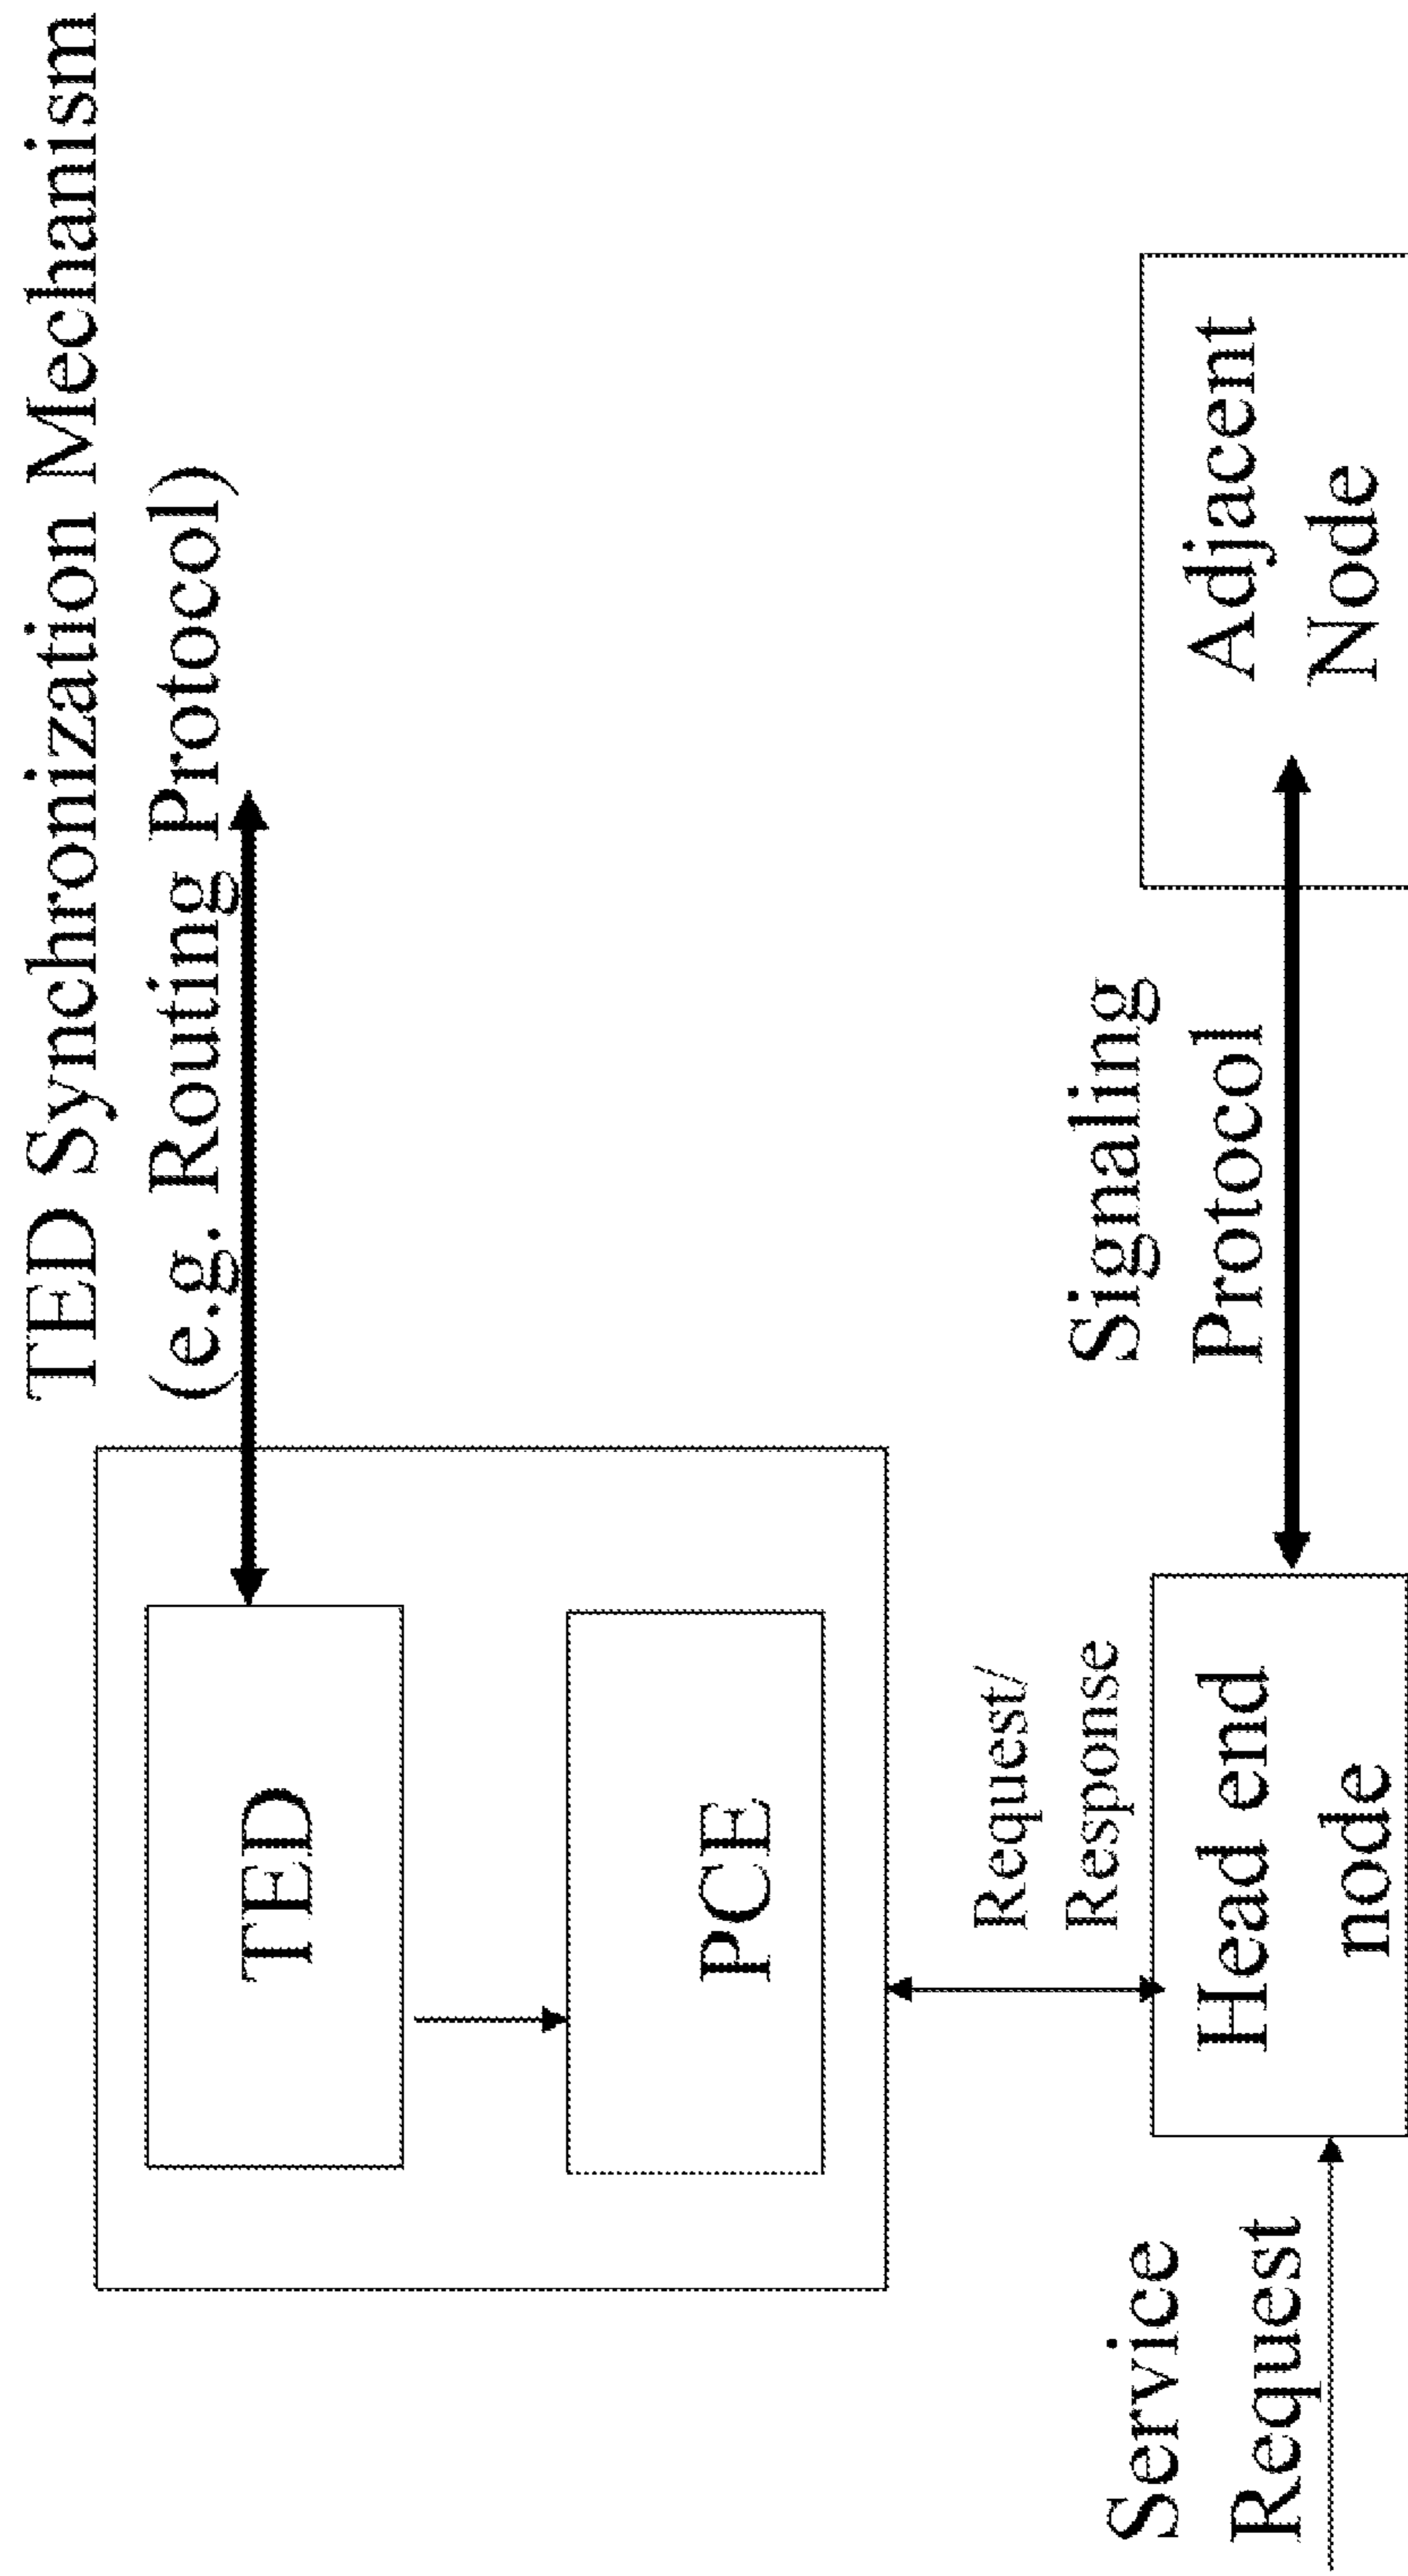 TED Synchronization Mechanism
(e.g. Routing Protocol)
TED
PCE
Request/
Response
Service
Request
Head end
node
Signaling
Protocol
Adjacent
Node